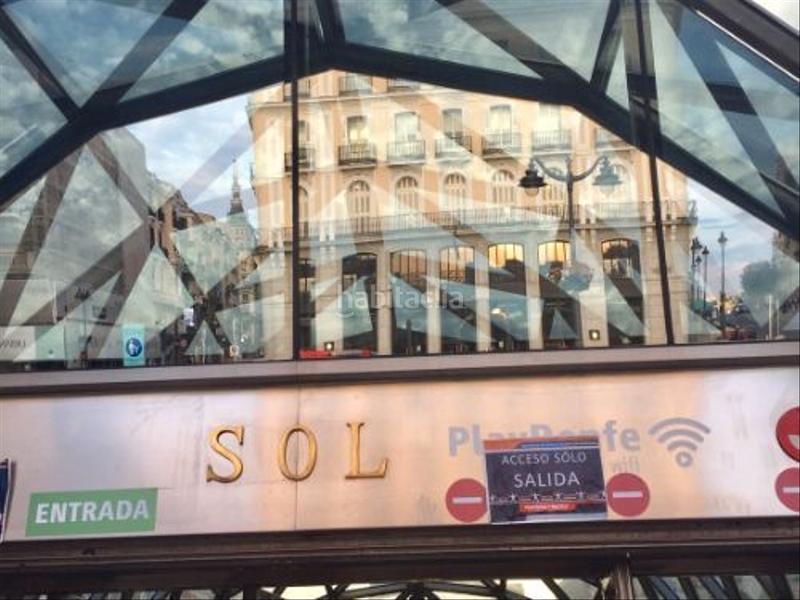 habitaclia
SOL
PlayRenfe
ACCESO SÓLO
SALIDA
ENTRADA